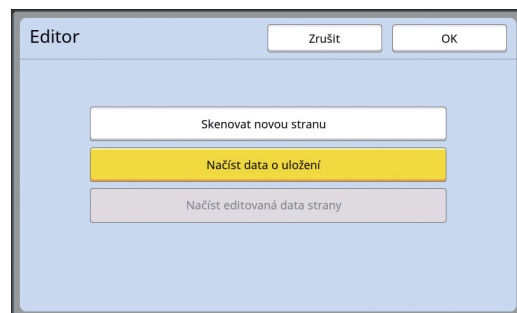 Editor
Zrušit
OK
Skenovat novou stranu
Načíst data o uložení
Načíst editovaná data strany